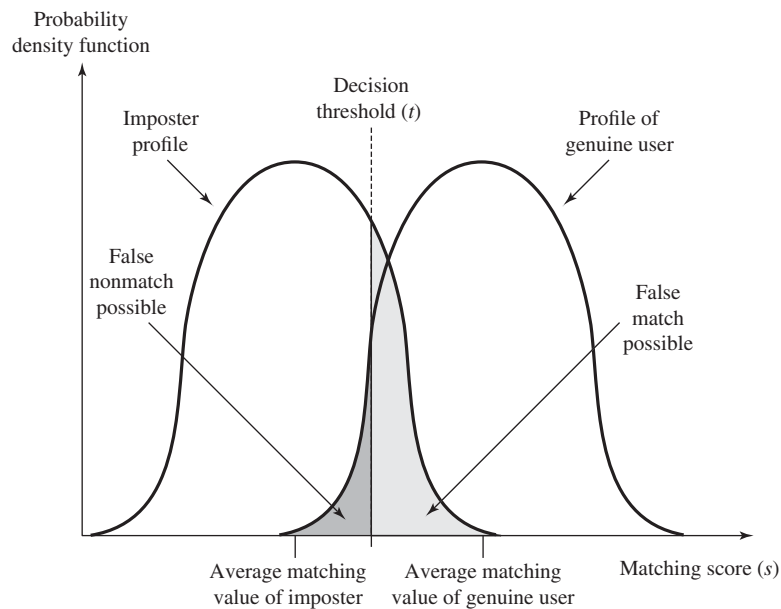 Probability
density function
Decision
threshold (t)
Imposter
profile
Profile of
genuine user
False
nonmatch
possible
False
match
possible
Average matching
value of imposter
Average matching
value of genuine user
Matching score (s)